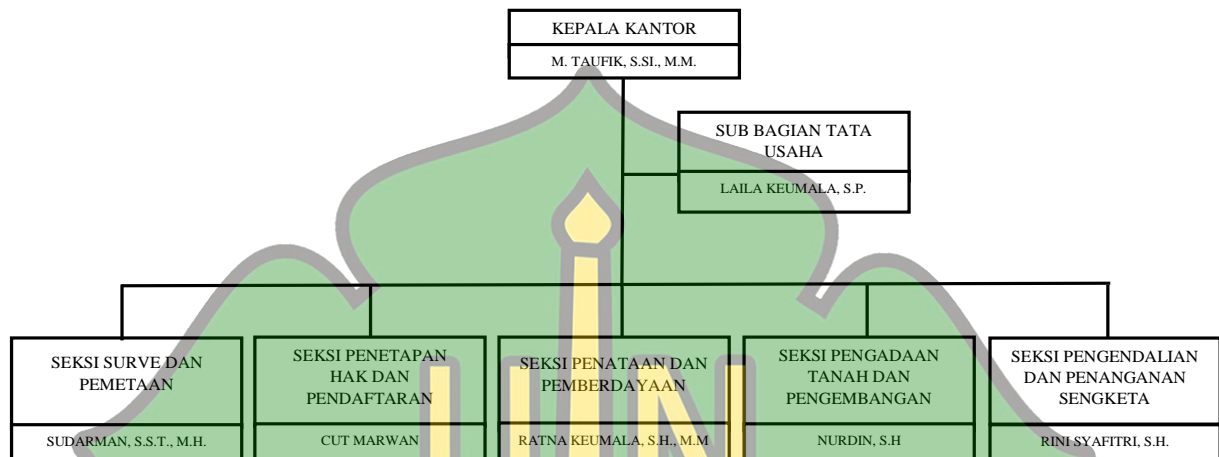 KEPALA KANTOR
M. TAUFIK, S.SI., M.M.
SUB BAGIAN TATA
USAHA
LAILA KEUMALA, S.P.
SEKSI SURVE DAN
PEMETAAN
SUDARMAN, S.S.T., M.H.
SEKSI PENETAPAN
HAK DAN
PENDAFTARAN
CUT MARWAN
SEKSI PENATAAN DAN
PEMBERDAYAAN
RATNA KEUMALA, S.H., M.M
SEKSI PENGADAAN
TANAH DAN
PENGEMBANGAN
NURDIN, S.H
SEKSI PENGENDALIAN
DAN PENANGANAN
SENGKETA
RINI SYAFITRI, S.H.
UIN